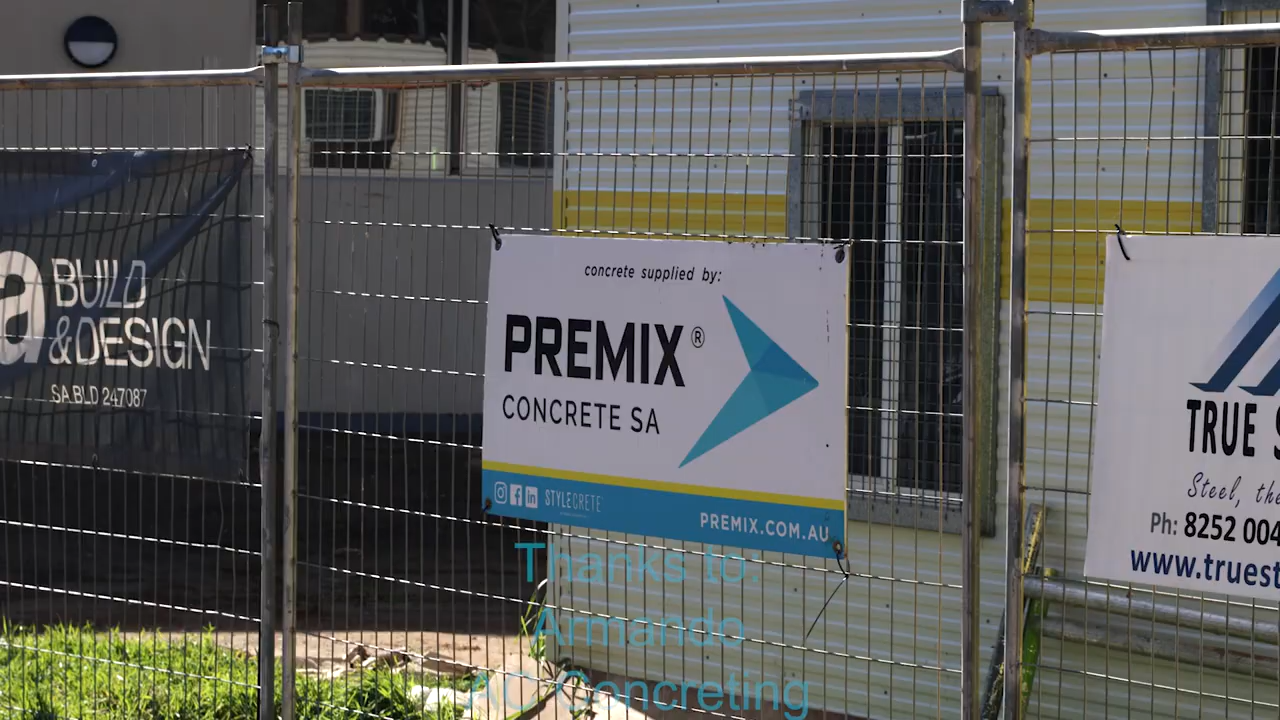 a BUILD
&DESIGN
SA BLD 247087
concrete supplied by:
PREMIX®
CONCRETE SA
STYLECRETE
PREMIX.COM.AU
TRUE
Steel, the
Ph: 8252 004
www.truest
Thanks to:
Armando
AC Concreting